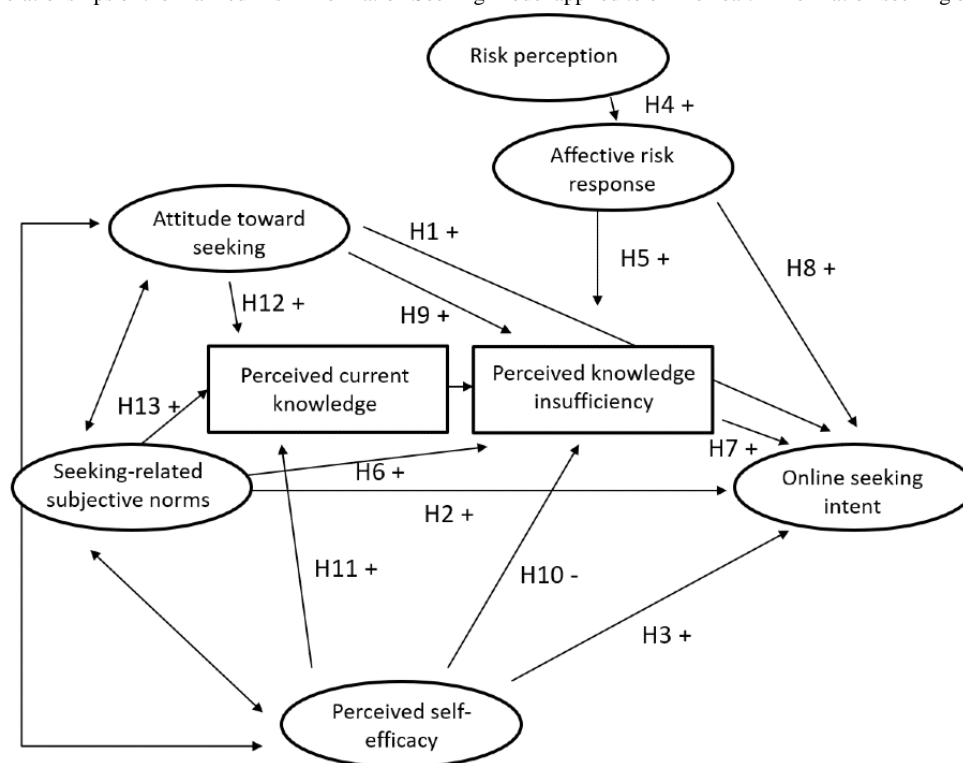 Risk perception
H4 +
Affective risk
response
Attitude toward
seeking
H1 +
H5 +
H8 +
H12 +
H9 +
Perceived current
knowledge
Perceived knowledge
insufficiency
H13 +
H7 +
Seeking-related
subjective norms
H6 +
H2 +
Online seeking
intent
H11 +
H10 -
H3 +
Perceived self-
efficacy